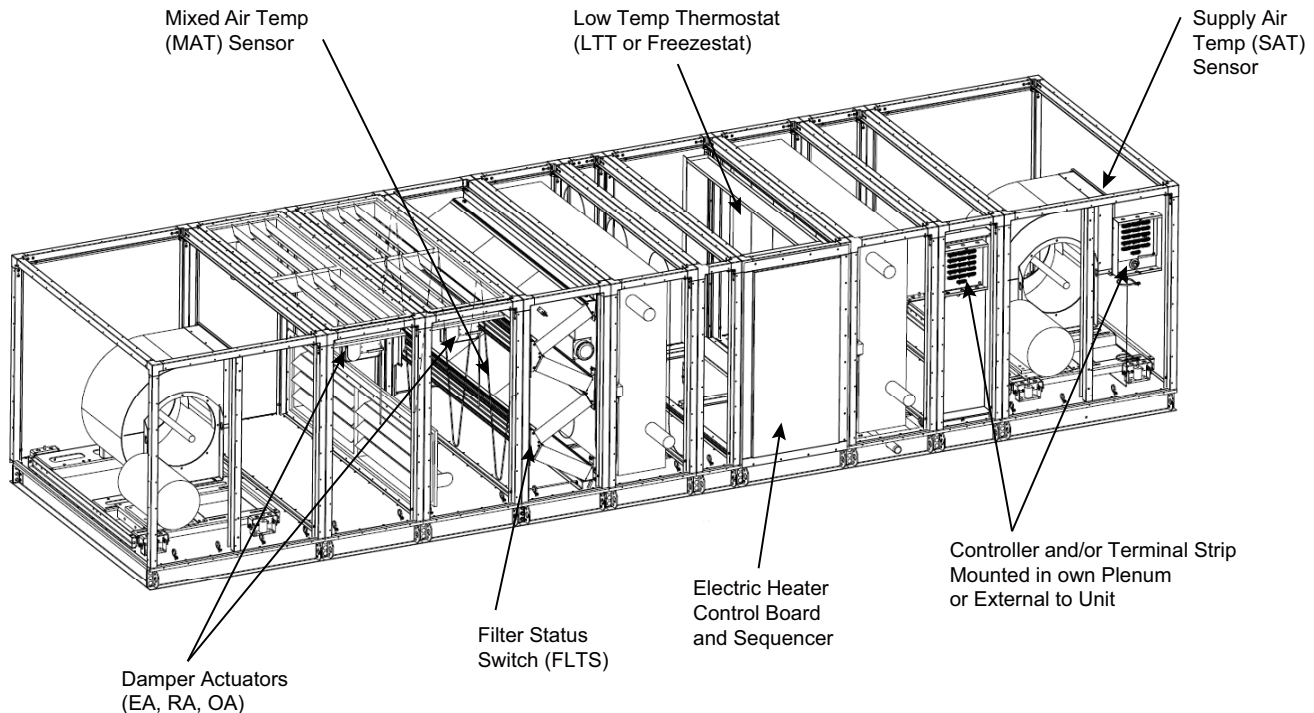 Mixed Air Temp
(MAT) Sensor
Low Temp Thermostat
(LTT or Freezestat)
Supply Air
Temp (SAT)
Sensor
Controller and/or Terminal Strip
Mounted in own Plenum
or External to Unit
Electric Heater
Control Board
and Sequencer
Filter Status
Switch (FLTS)
Damper Actuators
(EA, RA, OA)